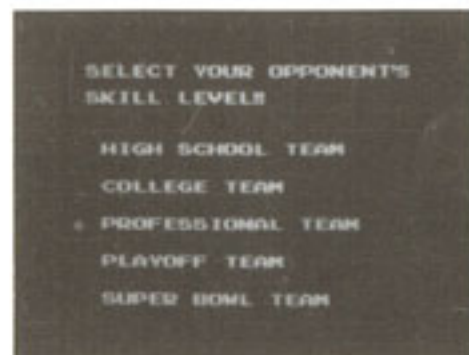 SELECT YOUR OPPONENT'S
SKILL LEVEL!!
HIGH SCHOOL TEAM
COLLEGE TEAM
PROFESSIONAL TEAM
PLAYOFF TEAM
SUPER BOWL TEAM